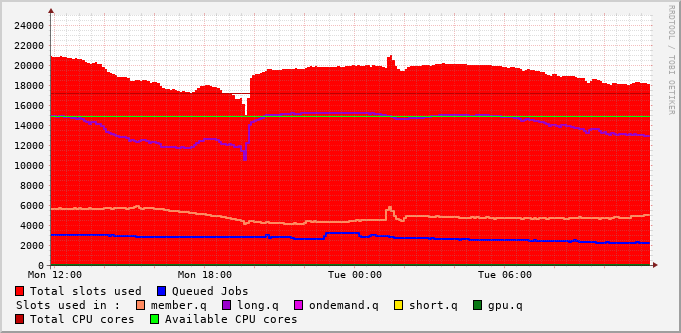 RRDTOOL / TOBI OETIKER
24000
22000
20000
18000
16000
14000
12000
10000
8000
6000
4000
2000
0
Mon 12:00 Mon 18:00 Tue 00:00 Tue 06:00
Total slots used Queued Jobs
Slots used in : member.q long.q ondemand.q short.q gpu.q
Total CPU cores Available CPU cores